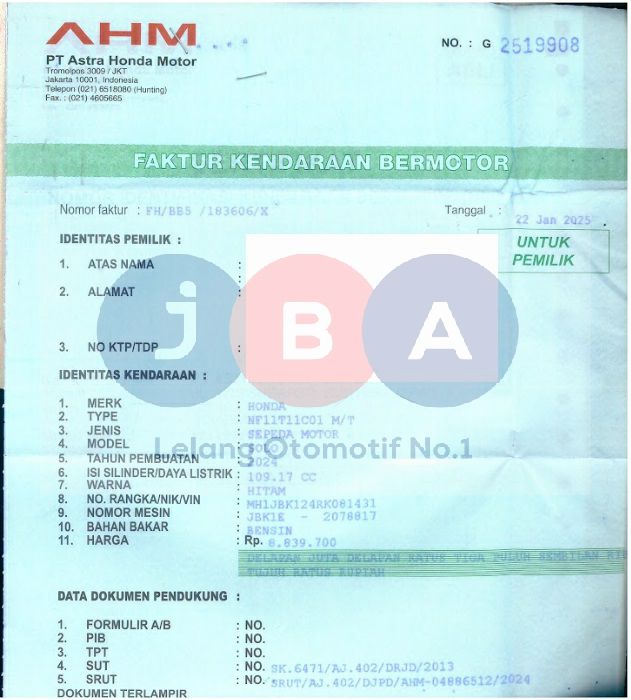 AHM
PT Astra Honda Motor
Tromolpos 3009 / JKT
Jakarta 10001, Indonesia
Telepon (021) 6518080 (Hunting)
Fax. : (021) 4605665
NO. : G 2519908
FAKTUR KENDARAAN BERMOTOR
Nomor faktur : FH/BB5 /183606/X
Tanggal : 22 Jan 2025
UNTUK PEMILIK
IDENTITAS PEMILIK :
1. ATAS NAMA :
2. ALAMAT :
3. NO KTP/TDP :
JBA
Lelang Otomotif No.1
IDENTITAS KENDARAAN :
1. MERK : HONDA
2. TYPE : NF11T11C01 M/T
3. JENIS : SEPEDA MOTOR
4. MODEL : SOLO
5. TAHUN PEMBUATAN : 2024
6. ISI SILINDER/DAYA LISTRIK : 109.17 CC
7. WARNA : HITAM
8. NO. RANGKA/NIK/VIN : MH1JBK124RK081431
9. NOMOR MESIN : JBK1E - 2078817
10. BAHAN BAKAR : BENSIN
11. HARGA : Rp. 8.839.700
DELAPAN JUTA DELAPAN RATUS TIGA PULUH SEMBILAN RI
TUJUH RATUS RUPIAH
DATA DOKUMEN PENDUKUNG :
1. FORMULIR A/B : NO.
2. PIB : NO.
3. TPT : NO.
4. SUT : NO. SK.6471/AJ.402/DRJD/2013
5. SRUT : NO. SRUT/AJ.402/DJPD/AHM-04886512/2024
DOKUMEN TERLAMPIR